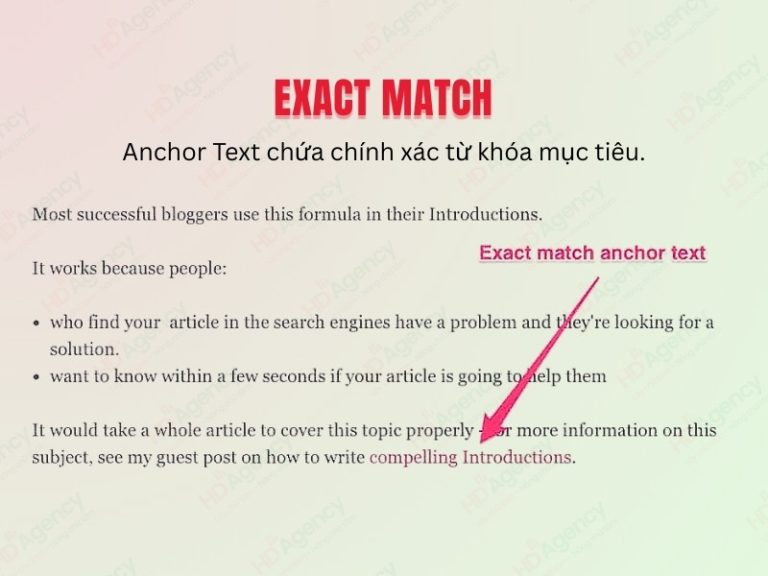 EXACT MATCH
Anchor Text chứa chính xác từ khóa mục tiêu.
Most successful bloggers use this formula in their Introductions.
Exact match anchor text
It works because people:
• who find your article in the search engines have a problem and they're looking for a
solution.
• want to know within a few seconds if your article is going to help them
It would take a whole article to cover this topic properly - for more information on this
subject, see my guest post on how to write compelling Introductions.
HD Agency